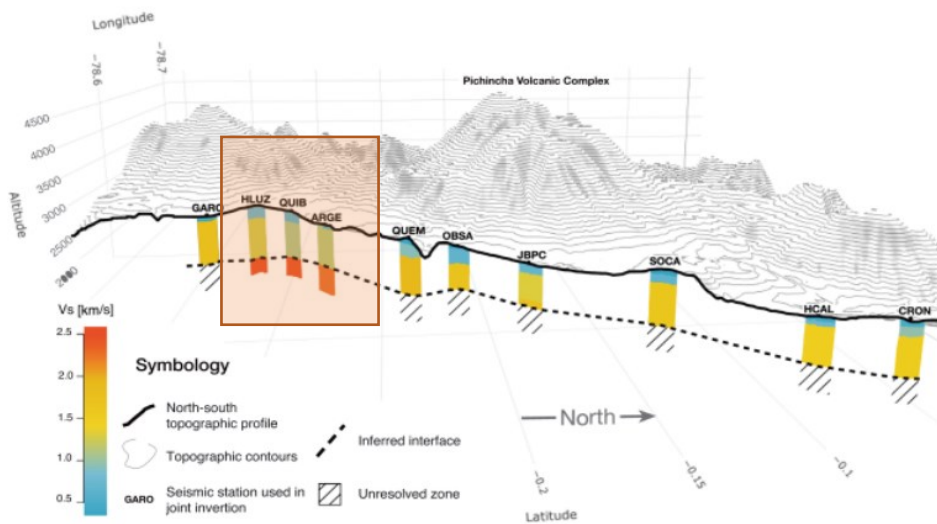 Longitude
-78.6
-78.7
Pichincha Volcanic Complex
4500
4000
3500
3000
2500
Altitude
GARO
HLUZ
QUIB
ARGE
QUEM
OBSA
JBPC
SOCA
HCAL
CRON
Vs [km/s]
2.5
2.0
1.5
1.0
0.5
Symbology
North-south
topographic profile
Topographic contours
GARO
Seismic station used in
joint invertion
Inferred interface
Unresolved zone
North
-0.2
-0.15
-0.1
Latitude